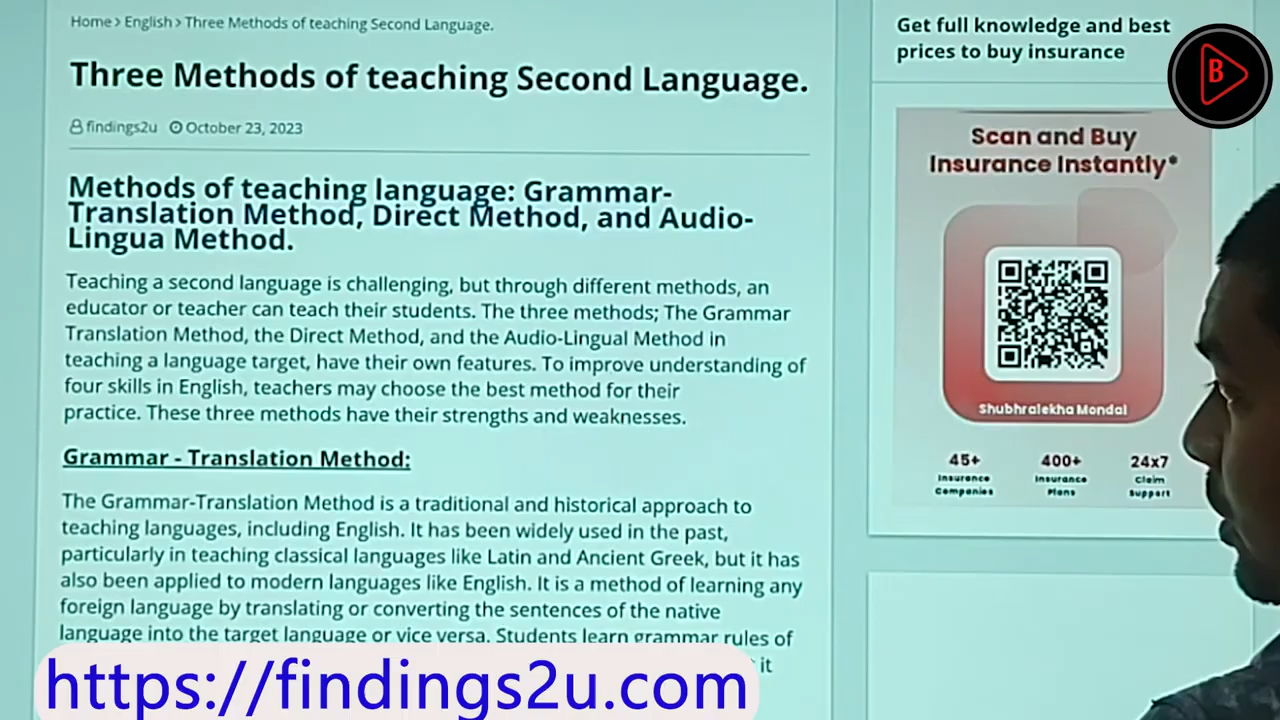 Home > English > Three Methods of teaching Second Language.
Three Methods of teaching Second Language.
findings2u October 23, 2023
Methods of teaching language: Grammar-
Translation Method, Direct Method, and Audio-
Lingua Method.
Teaching a second language is challenging, but through different methods, an
educator or teacher can teach their students. The three methods; The Grammar
Translation Method, the Direct Method, and the Audio-Lingual Method in
teaching a language target, have their own features. To improve understanding of
four skills in English, teachers may choose the best method for their
practice. These three methods have their strengths and weaknesses.
Grammar - Translation Method:
The Grammar-Translation Method is a traditional and historical approach to
teaching languages, including English. It has been widely used in the past,
particularly in teaching classical languages like Latin and Ancient Greek, but it has
also been applied to modern languages like English. It is a method of learning any
foreign language by translating or converting the sentences of the native
language into the target language or vice versa. Students learn grammar rules of
it
https://findings2u.com
Get full knowledge and best
prices to buy insurance
B
Scan and Buy
Insurance Instantly*
Shubhralekha Mondal
45+
Insurance
Companies
400+
Insurance
Plans
24x7
Claim
Support